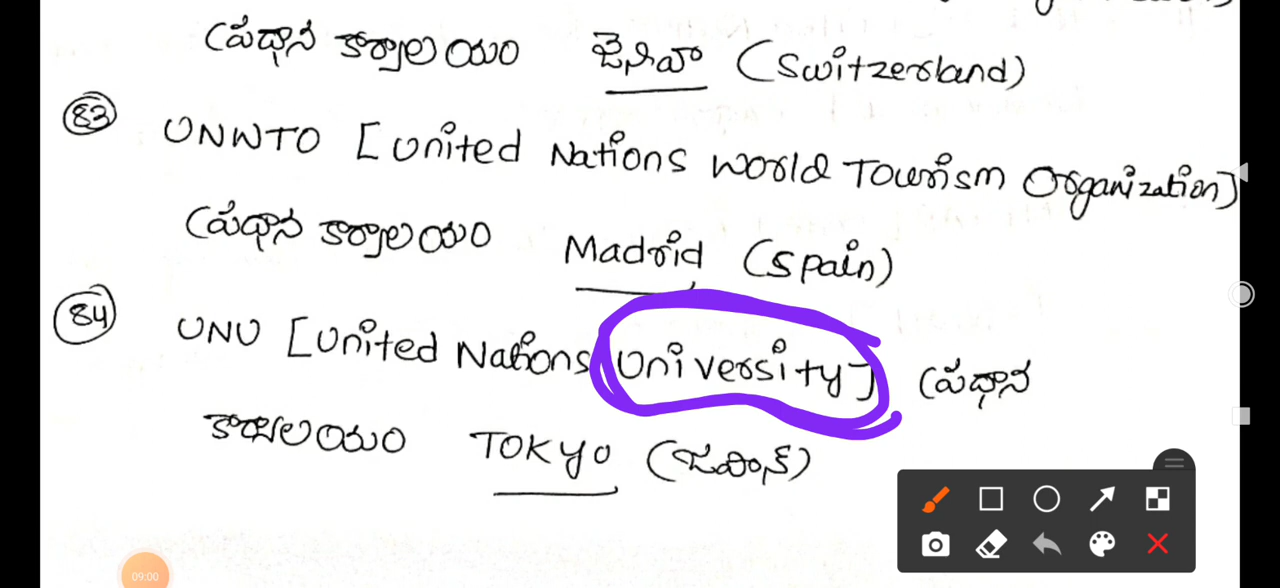 ప్రధాన కార్యాలయం జెనీవా (Switzerland)
83 UNWTO [United Nations World Tourism Organization]
ప్రధాన కార్యాలయం Madrid (Spain)
84 UNU [United Nations University] ప్రధాన
కార్యాలయం TOKYO (జపాన్)
09:00